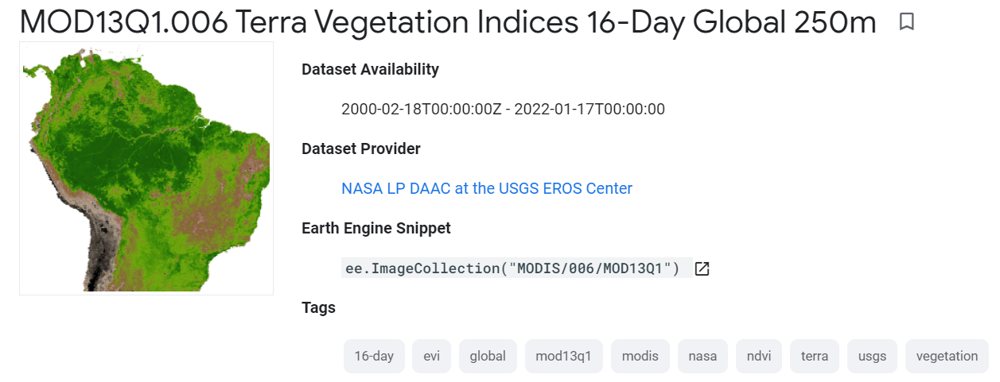 MOD13Q1.006 Terra Vegetation Indices 16-Day Global 250m
Dataset Availability
2000-02-18T00:00:00Z - 2022-01-17T00:00:00
Dataset Provider
NASA LP DAAC at the USGS EROS Center
Earth Engine Snippet
ee.ImageCollection("MODIS/006/MOD13Q1")
Tags
16-day evi global mod13q1 modis nasa ndvi terra usgs vegetation